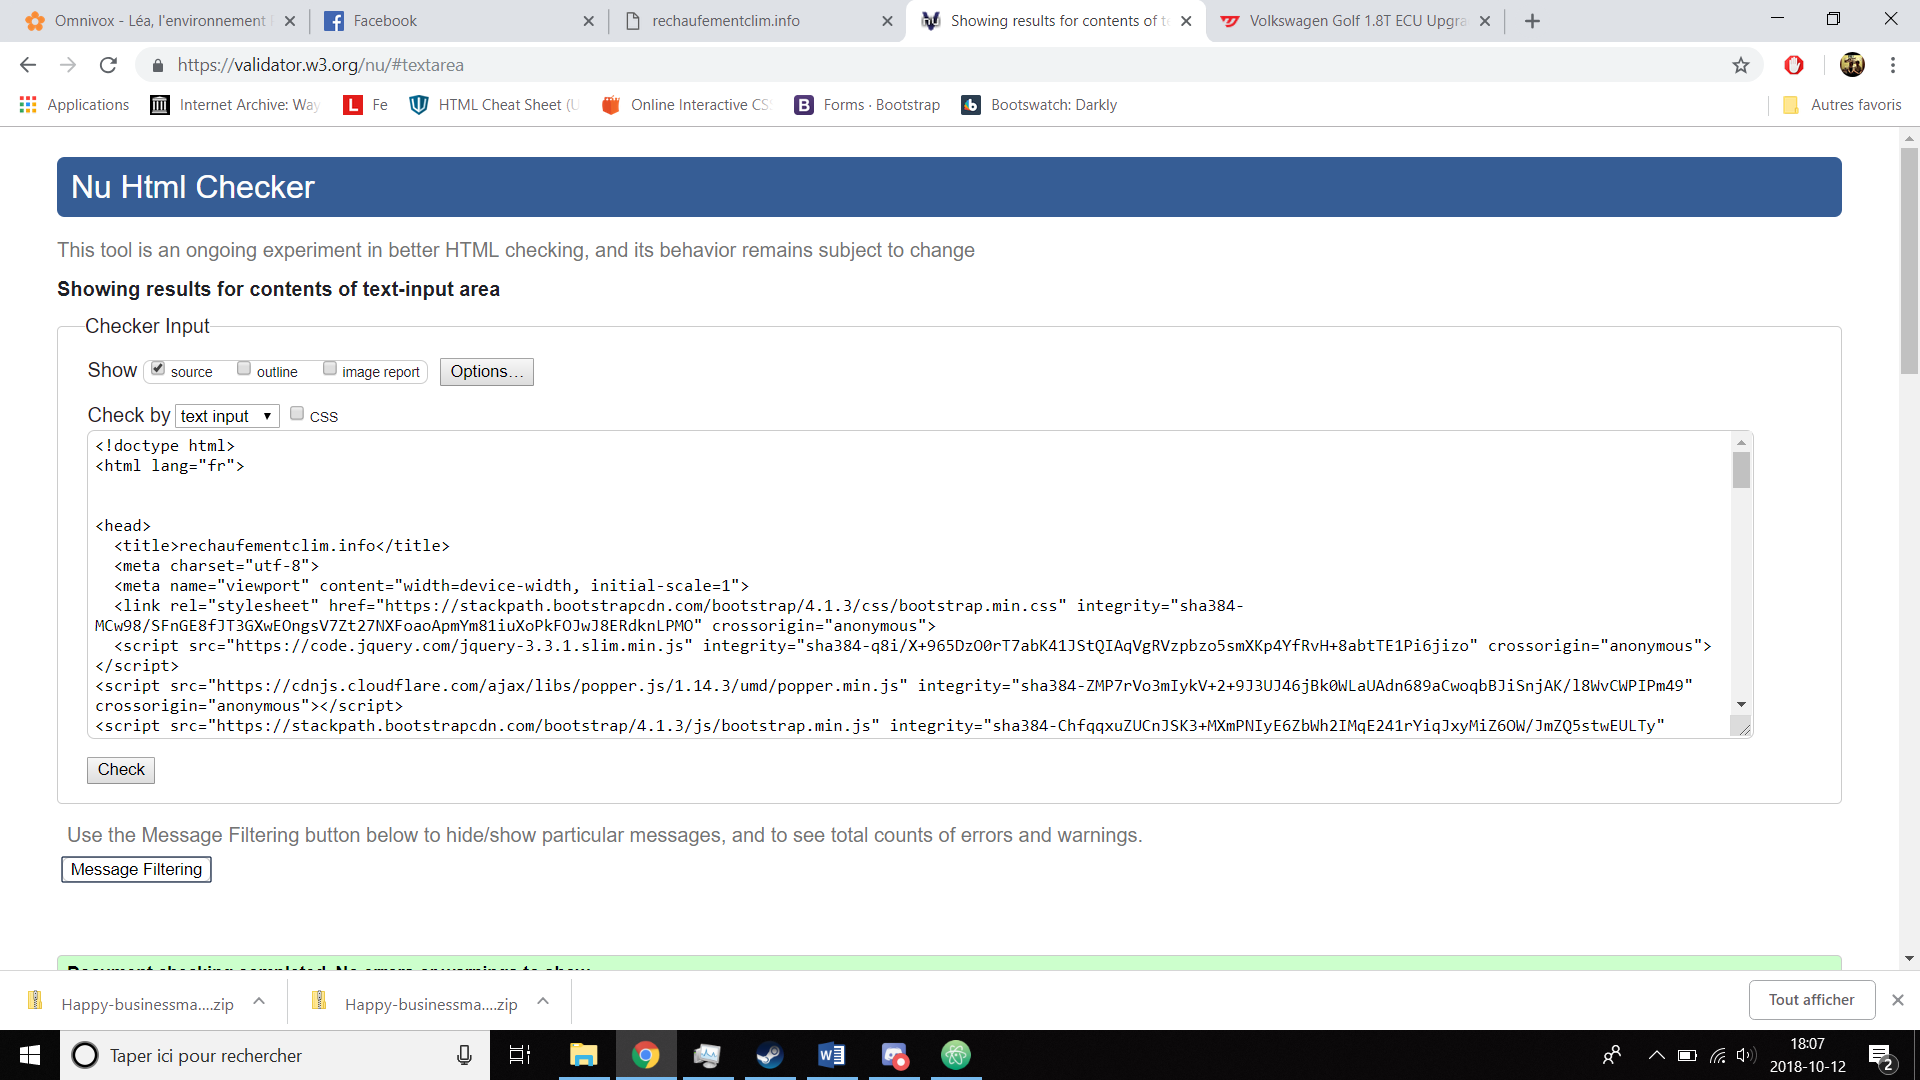 Omnivox - Léa, l'environnement
Facebook
rechaufementclim.info
Showing results for contents of te
Volkswagen Golf 1.8T ECU Upgra
https://validator.w3.org/nu/#textarea
Applications
Internet Archive: Way
Fe
HTML Cheat Sheet (U
Online Interactive CS
Forms · Bootstrap
Bootswatch: Darkly
Autres favoris
Nu Html Checker
This tool is an ongoing experiment in better HTML checking, and its behavior remains subject to change
Showing results for contents of text-input area
Checker Input
Show source outline image report Options...
Check by text input css
<!doctype html>
<html lang="fr">
<head>
<title>rechaufementclim.info</title>
<meta charset="utf-8">
<meta name="viewport" content="width=device-width, initial-scale=1">
<link rel="stylesheet" href="https://stackpath.bootstrapcdn.com/bootstrap/4.1.3/css/bootstrap.min.css" integrity="sha384-
MCw98/SFnGE8fJT3GXwEOngsV7Zt27NXFoaoApmYm81iuXoPkFOJwJ8ERdknLPMO" crossorigin="anonymous">
<script src="https://code.jquery.com/jquery-3.3.1.slim.min.js" integrity="sha384-q8i/X+965DzO0rT7abK41JStQIAqVgRVzpbzo5smXKp4YfRvH+8abtTE1Pi6jizo" crossorigin="anonymous">
</script>
<script src="https://cdnjs.cloudflare.com/ajax/libs/popper.js/1.14.3/umd/popper.min.js" integrity="sha384-ZMP7rVo3mIykV+2+9J3UJ46jBk0WLaUAdn689aCwoqbBJiSnjAK/l8WvCWPIPm49"
crossorigin="anonymous"></script>
<script src="https://stackpath.bootstrapcdn.com/bootstrap/4.1.3/js/bootstrap.min.js" integrity="sha384-ChfqqxuZUCnJSK3+MXmPNIyE6ZbWh2IMqE241rYiqJxyMiZ6OW/JmZQ5stwEULTy"
Check
Use the Message Filtering button below to hide/show particular messages, and to see total counts of errors and warnings.
Message Filtering
Document checking completed. No errors or warnings to show.
Happy-businessma....zip
Happy-businessma....zip
Tout afficher
Taper ici pour rechercher
18:07
2018-10-12
2